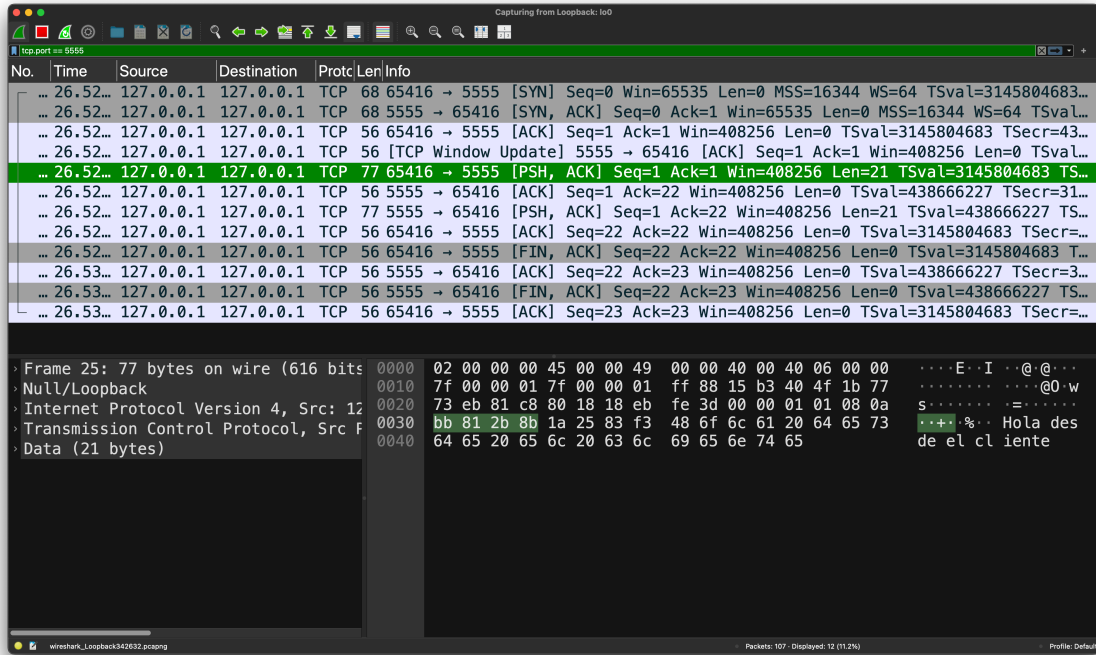 Capturing from Loopback: lo0
tcp.port == 5555
No. Time Source Destination Protc Len Info
… 26.52… 127.0.0.1 127.0.0.1 TCP 68 65416 → 5555 [SYN] Seq=0 Win=65535 Len=0 MSS=16344 WS=64 TSval=3145804683…
… 26.52… 127.0.0.1 127.0.0.1 TCP 68 5555 → 65416 [SYN, ACK] Seq=0 Ack=1 Win=65535 Len=0 MSS=16344 WS=64 TSval…
… 26.52… 127.0.0.1 127.0.0.1 TCP 56 65416 → 5555 [ACK] Seq=1 Ack=1 Win=408256 Len=0 TSval=3145804683 TSecr=43…
… 26.52… 127.0.0.1 127.0.0.1 TCP 56 [TCP Window Update] 5555 → 65416 [ACK] Seq=1 Ack=1 Win=408256 Len=0 TSval…
… 26.52… 127.0.0.1 127.0.0.1 TCP 77 65416 → 5555 [PSH, ACK] Seq=1 Ack=1 Win=408256 Len=21 TSval=3145804683 TS…
… 26.52… 127.0.0.1 127.0.0.1 TCP 56 5555 → 65416 [ACK] Seq=1 Ack=22 Win=408256 Len=0 TSval=438666227 TSecr=31…
… 26.52… 127.0.0.1 127.0.0.1 TCP 77 5555 → 65416 [PSH, ACK] Seq=1 Ack=22 Win=408256 Len=21 TSval=438666227 TS…
… 26.52… 127.0.0.1 127.0.0.1 TCP 56 65416 → 5555 [ACK] Seq=22 Ack=22 Win=408256 Len=0 TSval=3145804683 TSecr=…
… 26.52… 127.0.0.1 127.0.0.1 TCP 56 65416 → 5555 [FIN, ACK] Seq=22 Ack=22 Win=408256 Len=0 TSval=3145804683 T…
… 26.53… 127.0.0.1 127.0.0.1 TCP 56 5555 → 65416 [ACK] Seq=22 Ack=23 Win=408256 Len=0 TSval=438666227 TSecr=3…
… 26.53… 127.0.0.1 127.0.0.1 TCP 56 5555 → 65416 [FIN, ACK] Seq=22 Ack=23 Win=408256 Len=0 TSval=438666227 TS…
… 26.53… 127.0.0.1 127.0.0.1 TCP 56 65416 → 5555 [ACK] Seq=23 Ack=23 Win=408256 Len=0 TSval=3145804683 TSecr=…
Frame 25: 77 bytes on wire (616 bits
Null/Loopback
Internet Protocol Version 4, Src: 12
Transmission Control Protocol, Src P
Data (21 bytes)
0000 02 00 00 00 45 00 00 49 00 00 40 00 40 06 00 00 ····E··I ··@·@···
0010 7f 00 00 01 7f 00 00 01 ff 88 15 b3 40 4f 1b 77 ········ ····@O·w
0020 73 eb 81 c8 80 18 18 eb fe 3d 00 00 01 01 08 0a s······· ·=······
0030 bb 81 2b 8b 1a 25 83 f3 48 6f 6c 61 20 64 65 73 ··+··%·· Hola des
0040 64 65 20 65 6c 20 63 6c 69 65 6e 74 65 de el cl iente
wireshark_Loopback342632.pcapng
Packets: 107 · Displayed: 12 (11.2%)
Profile: Default